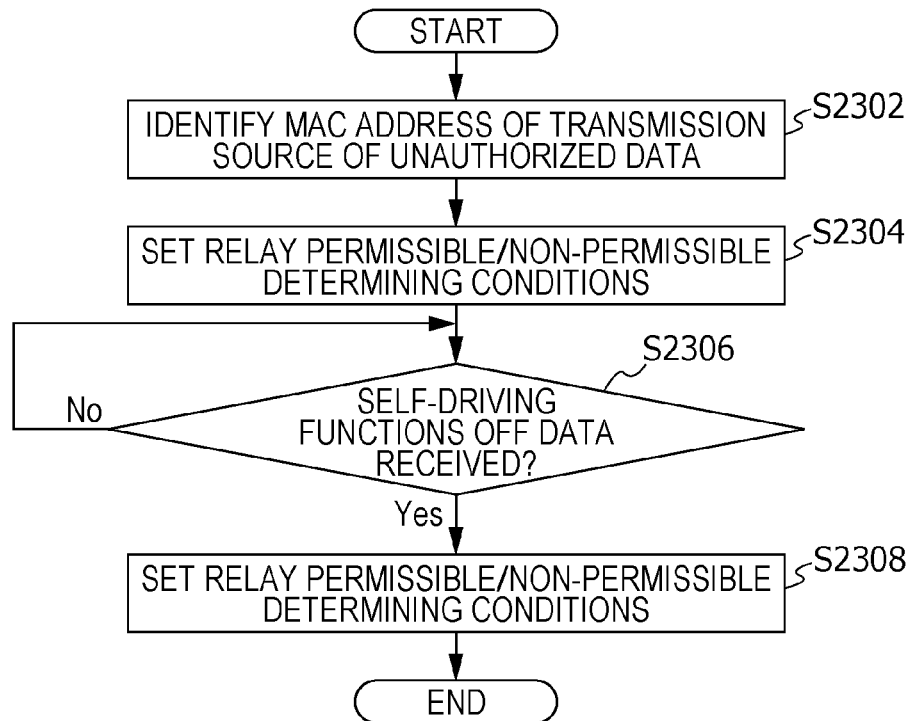 START
S2302
IDENTIFY MAC ADDRESS OF TRANSMISSION
SOURCE OF UNAUTHORIZED DATA
S2304
SET RELAY PERMISSIBLE/NON-PERMISSIBLE
DETERMINING CONDITIONS
S2306
SELF-DRIVING
FUNCTIONS OFF DATA
RECEIVED?
No
Yes
S2308
SET RELAY PERMISSIBLE/NON-PERMISSIBLE
DETERMINING CONDITIONS
END